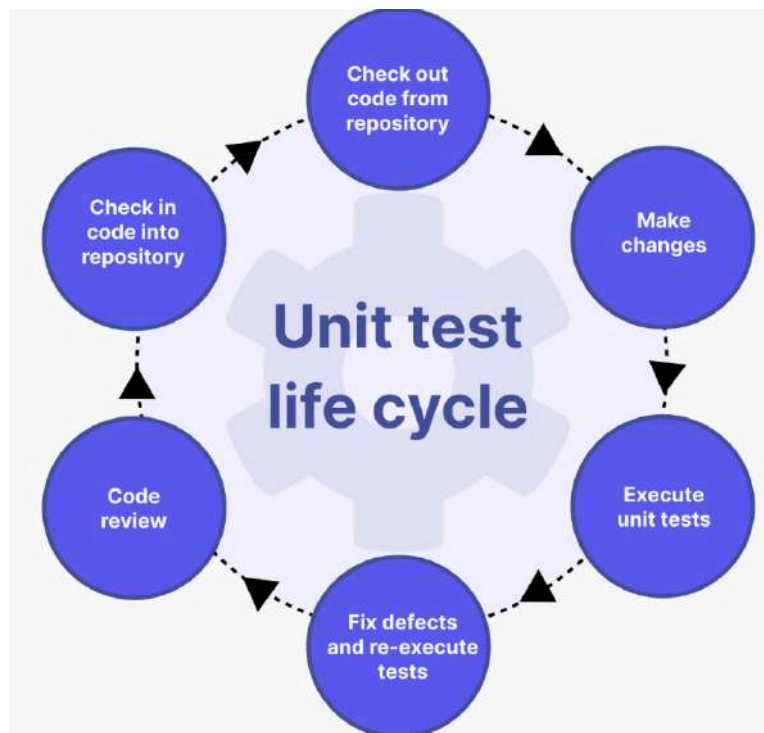 Check out
code from
repository
Make
changes
Execute
unit tests
Fix defects
and re-execute
tests
Code
review
Check in
code into
repository
Unit test
life cycle